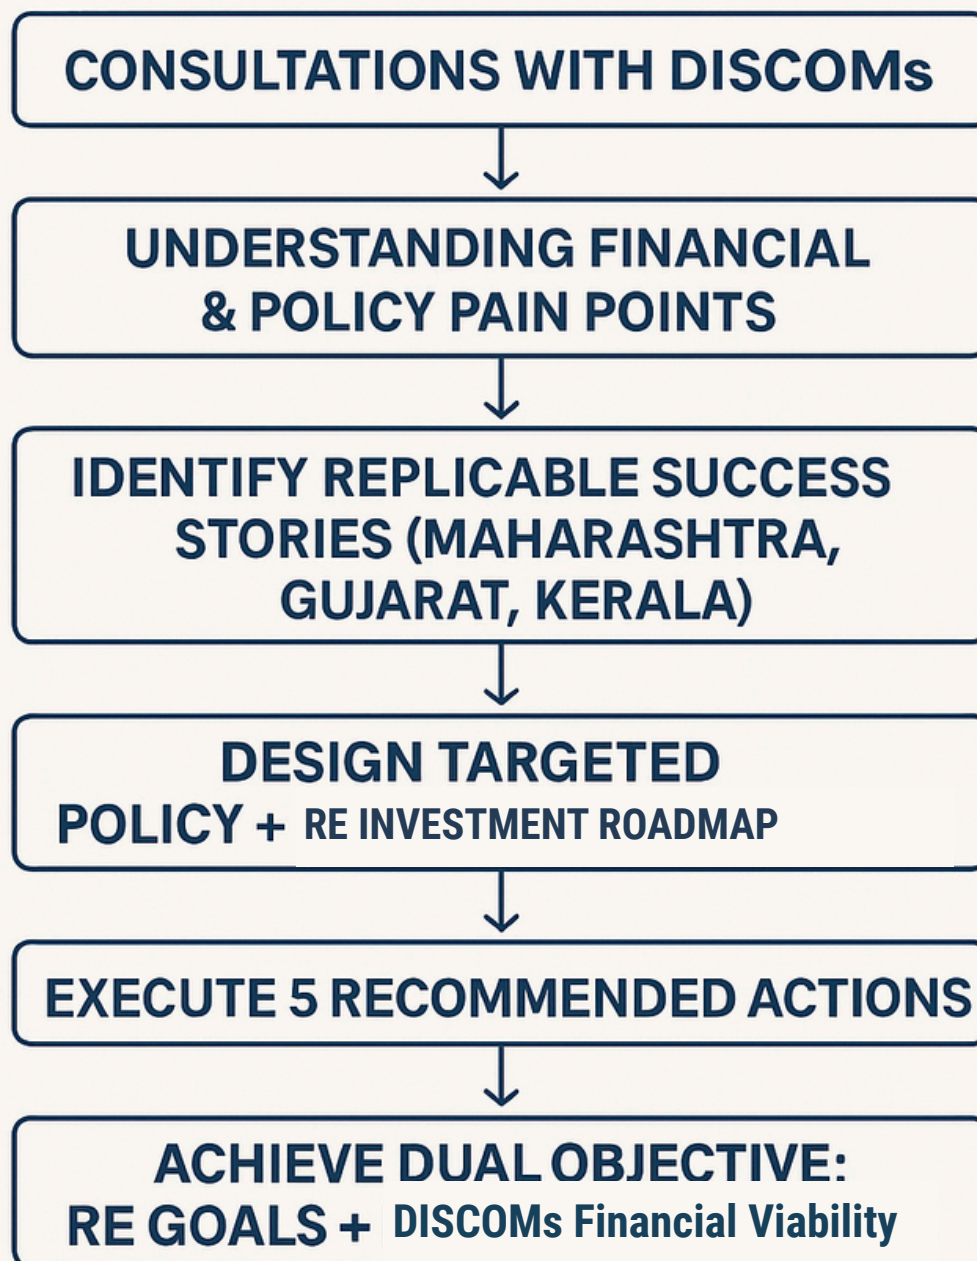 CONSULTATIONS WITH DISCOMs
UNDERSTANDING FINANCIAL
& POLICY PAIN POINTS
IDENTIFY REPLICABLE SUCCESS
STORIES (MAHARASHTRA,
GUJARAT, KERALA)
DESIGN TARGETED
POLICY + RE INVESTMENT ROADMAP
EXECUTE 5 RECOMMENDED ACTIONS
ACHIEVE DUAL OBJECTIVE:
RE GOALS + DISCOMs Financial Viability